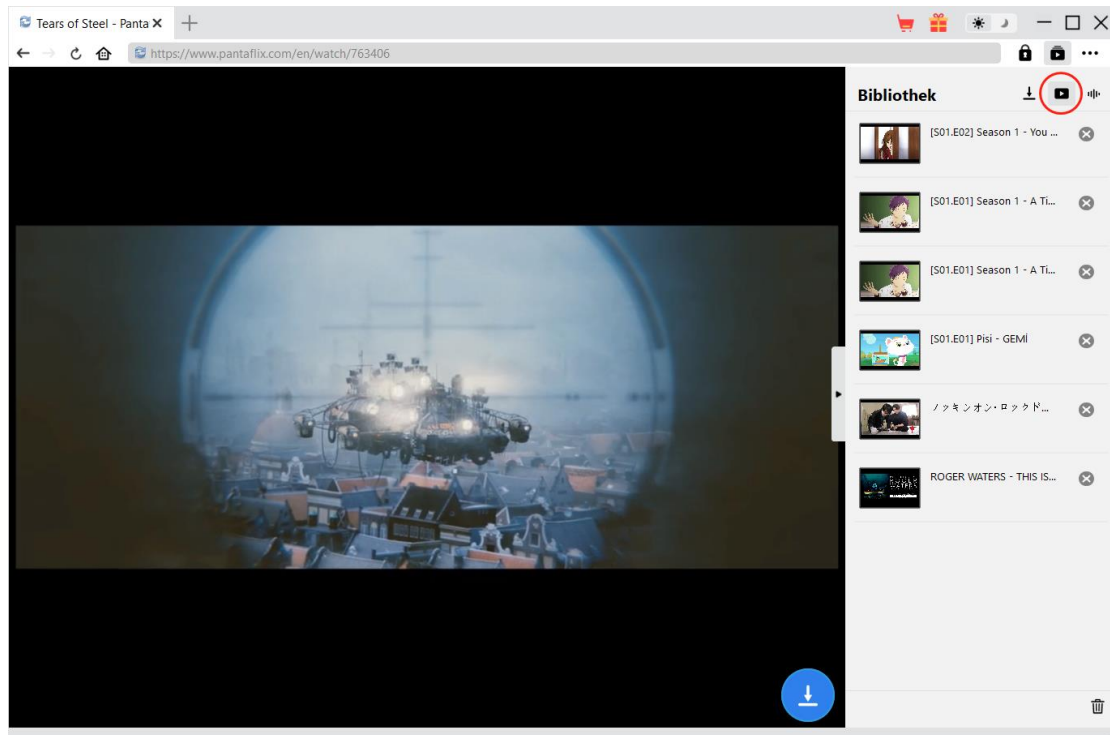 Tears of Steel - Panta
https://www.pantaflix.com/en/watch/763406
Bibliothek
[S01.E02] Season 1 - You ...
[S01.E01] Season 1 - A Ti...
[S01.E01] Season 1 - A Ti...
[S01.E01] Pisi - GEMİ
ノッキンオン・ロックド...
ROGER WATERS - THIS IS...